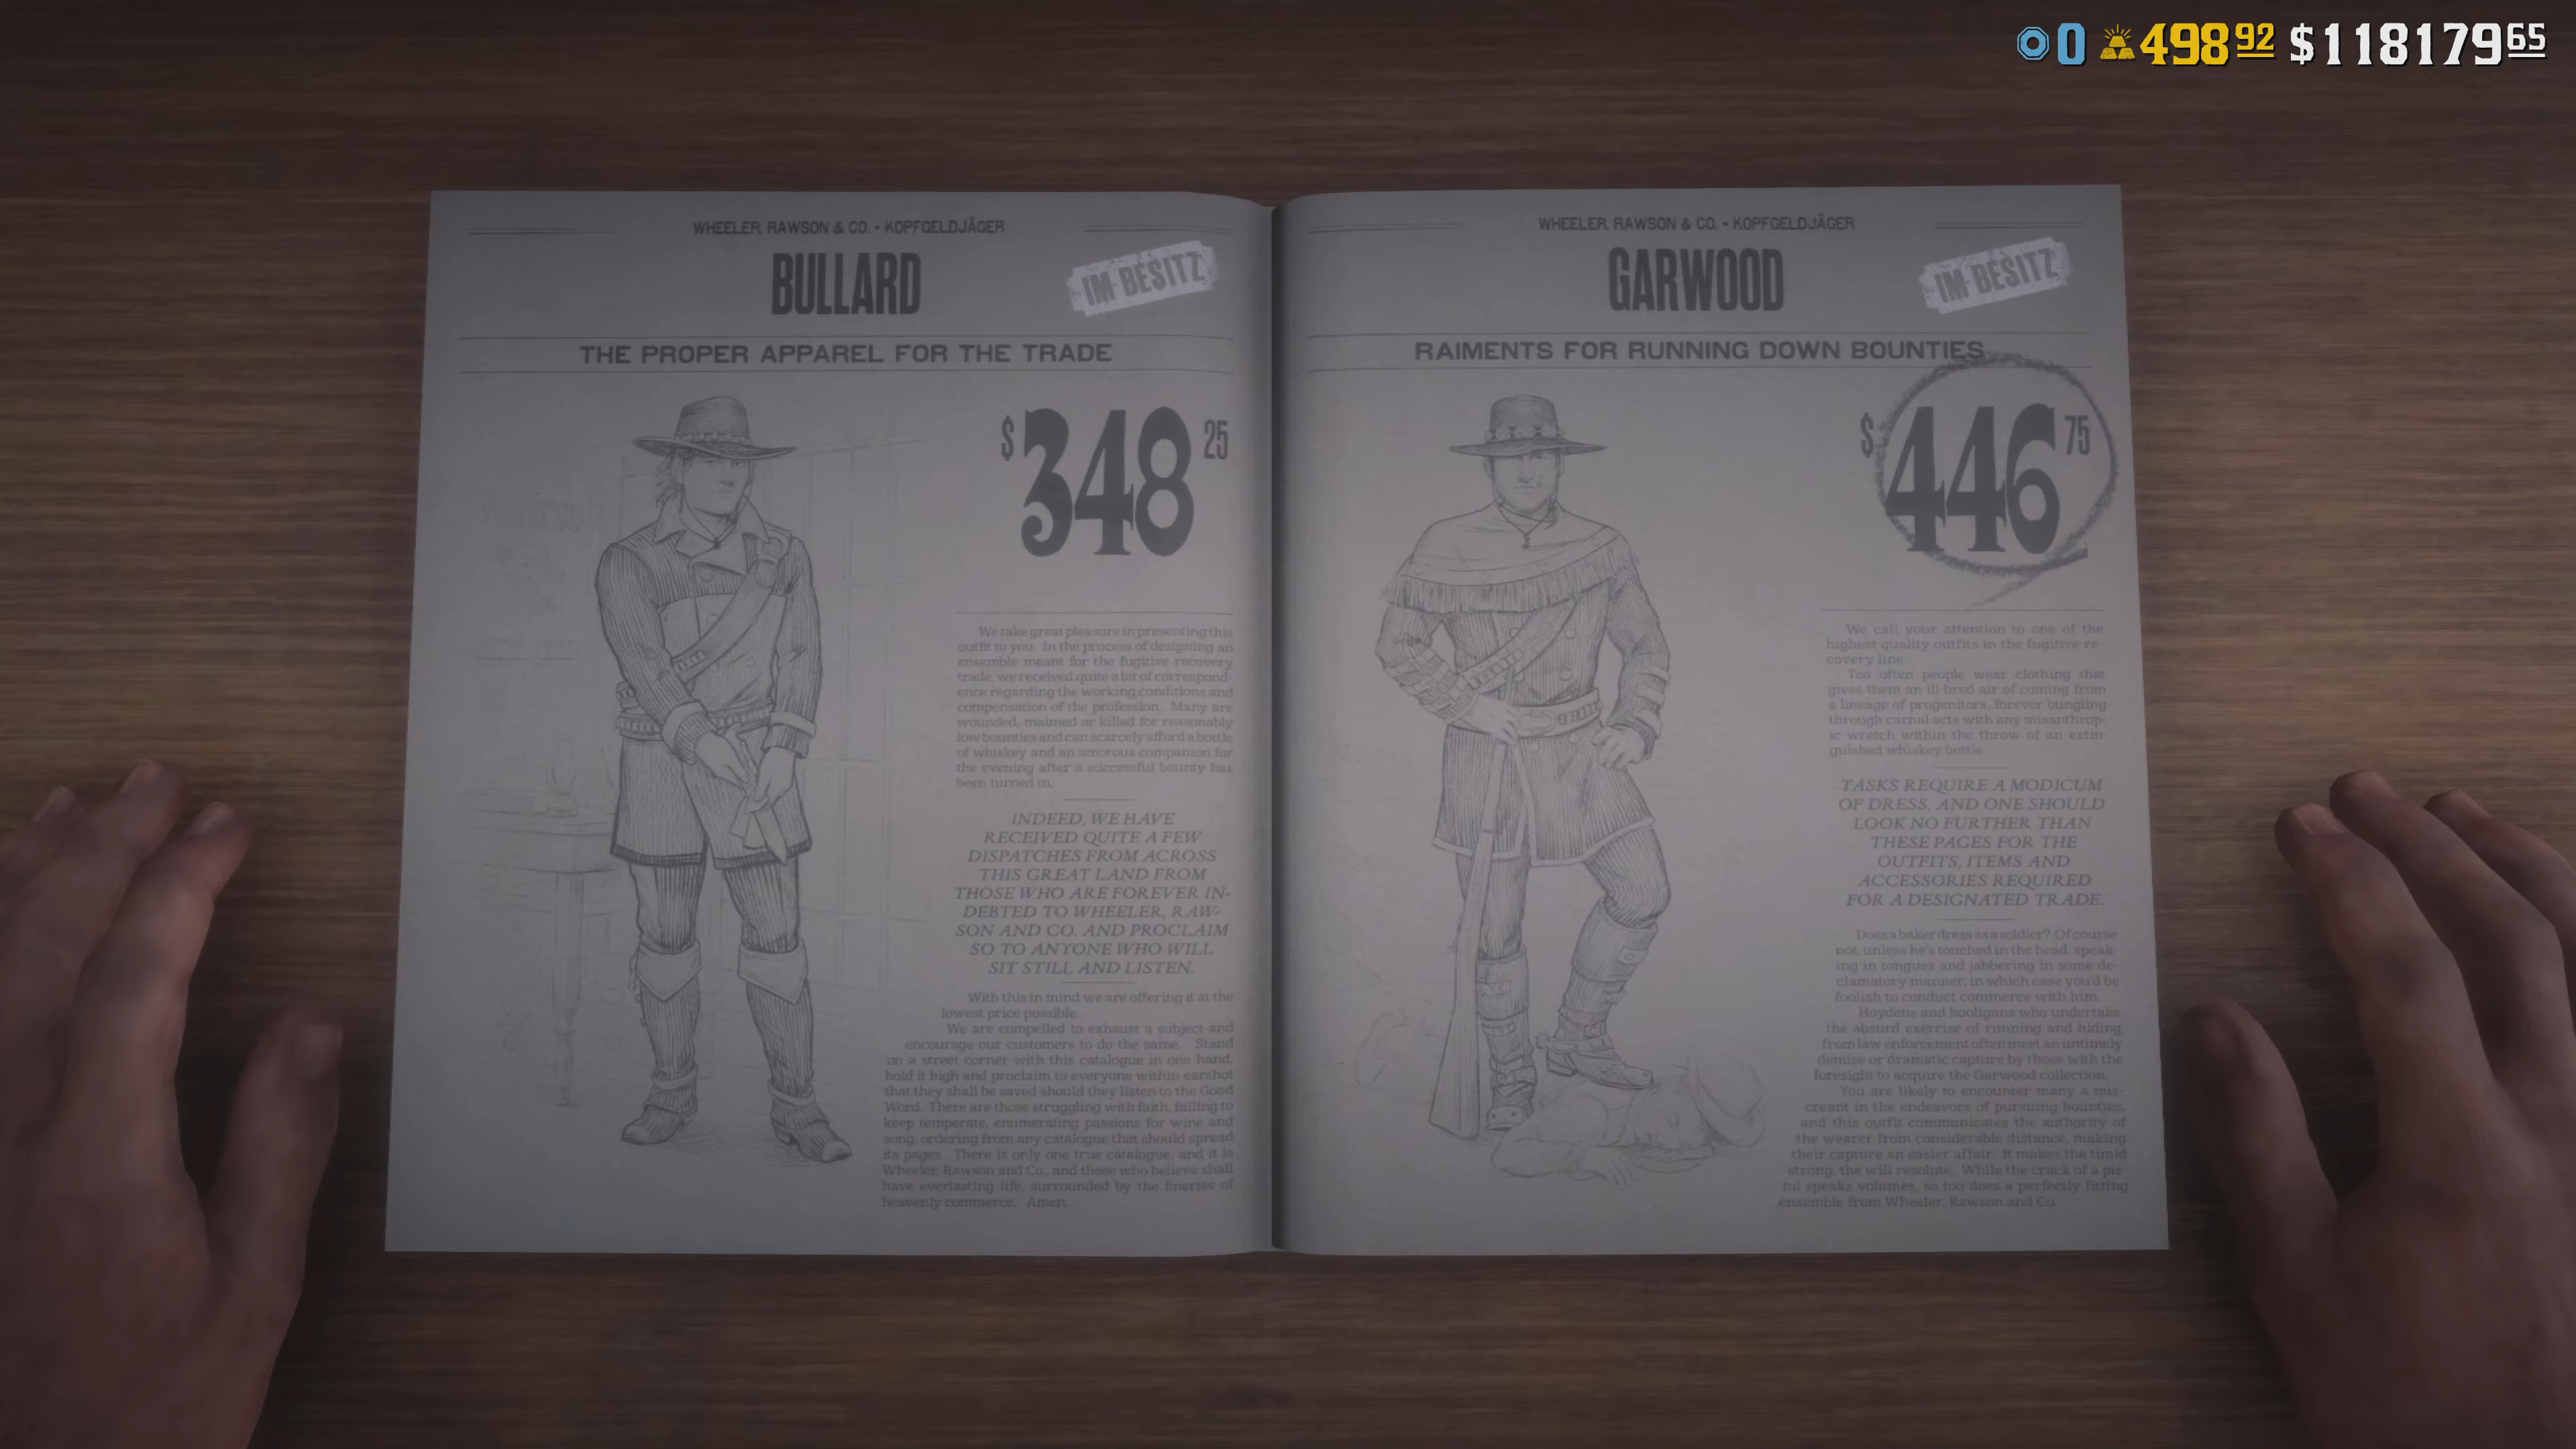 0 498 92 $118179 65
WHEELER, RAWSON & CO. - KOPFGELDJÄGER
BULLARD
IM BESITZ
THE PROPER APPAREL FOR THE TRADE
$348 25
We take great pleasure in presenting this
outfit to you. In the process of designing an
ensemble meant for the fugitive recovery
trade, we received quite a bit of correspond-
ence regarding the working conditions and
compensation of the profession. Many are
wounded, maimed or killed for reasonably
low bounties and can scarcely afford a bottle
of whiskey and an amorous companion for
the evening after a successful bounty has
been turned in.
INDEED, WE HAVE
RECEIVED QUITE A FEW
DISPATCHES FROM ACROSS
THIS GREAT LAND FROM
THOSE WHO ARE FOREVER IN-
DEBTED TO WHEELER, RAW-
SON AND CO. AND PROCLAIM
SO TO ANYONE WHO WILL
SIT STILL AND LISTEN.
With this in mind we are offering it at the
lowest price possible.
We are compelled to exhaust a subject and
encourage our customers to do the same. Stand
on a street corner with this catalogue in one hand,
hold it high and proclaim to everyone within earshot
that they shall be saved should they listen to the Good
Word. There are those struggling with faith, failing to
keep temperate, enumerating passions for wine and
song, ordering from any catalogue that should spread
its pages. There is only one true catalogue, and it is
Wheeler, Rawson and Co., and those who believe shall
have everlasting life, surrounded by the fineries of
heavenly commerce. Amen.
WHEELER, RAWSON & CO. - KOPFGELDJÄGER
GARWOOD
IM BESITZ
RAIMENTS FOR RUNNING DOWN BOUNTIES
$446 75
We call your attention to one of the
highest quality outfits in the fugitive re-
covery line.
Too often people wear clothing that
gives them an ill-bred air of coming from
a lineage of progenitors, forever bungling
through carnal acts with any misanthrop-
ic wretch within the throw of an extin-
guished whiskey bottle.
TASKS REQUIRE A MODICUM
OF DRESS, AND ONE SHOULD
LOOK NO FURTHER THAN
THESE PAGES FOR THE
OUTFITS, ITEMS AND
ACCESSORIES REQUIRED
FOR A DESIGNATED TRADE.
Does a baker dress as a soldier? Of course
not, unless he's touched in the head, speak-
ing in tongues and jabbering in some de-
clamatory manner, in which case you'd be
foolish to conduct commerce with him.
Hoydens and hooligans who undertake
the absurd exercise of running and hiding
from law enforcement often meet an untimely
demise or dramatic capture by those with the
foresight to acquire the Garwood collection.
You are likely to encounter many a mis-
creant in the endeavors of pursuing bounties,
and this outfit communicates the authority of
the wearer from considerable distance, making
their capture an easier affair. It makes the timid
strong, the will resolute. While the crack of a pis-
tol speaks volumes, so too does a perfectly fitting
ensemble from Wheeler, Rawson and Co.